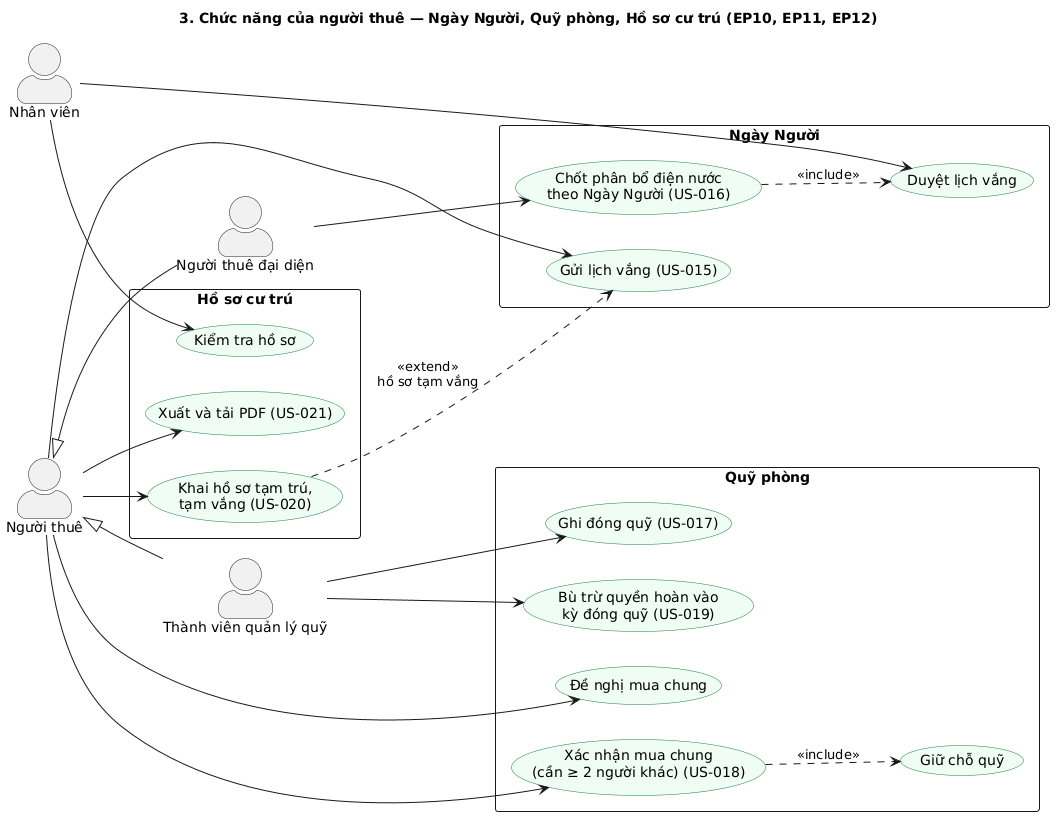 3. Chức năng của người thuê — Ngày Người, Quỹ phòng, Hồ sơ cư trú (EP10, EP11, EP12)
Nhân viên
Ngày Người
Chốt phân bổ điện nước
theo Ngày Người (US-016)
«include»
Duyệt lịch vắng
Người thuê đại diện
Gửi lịch vắng (US-015)
Hồ sơ cư trú
Kiểm tra hồ sơ
«extend»
hồ sơ tạm vắng
Xuất và tải PDF (US-021)
Khai hồ sơ tạm trú,
tạm vắng (US-020)
Người thuê
Quỹ phòng
Ghi đóng quỹ (US-017)
Thành viên quản lý quỹ
Bù trừ quyền hoàn vào
kỳ đóng quỹ (US-019)
Đề nghị mua chung
Xác nhận mua chung
(cần ≥ 2 người khác) (US-018)
«include»
Giữ chỗ quỹ